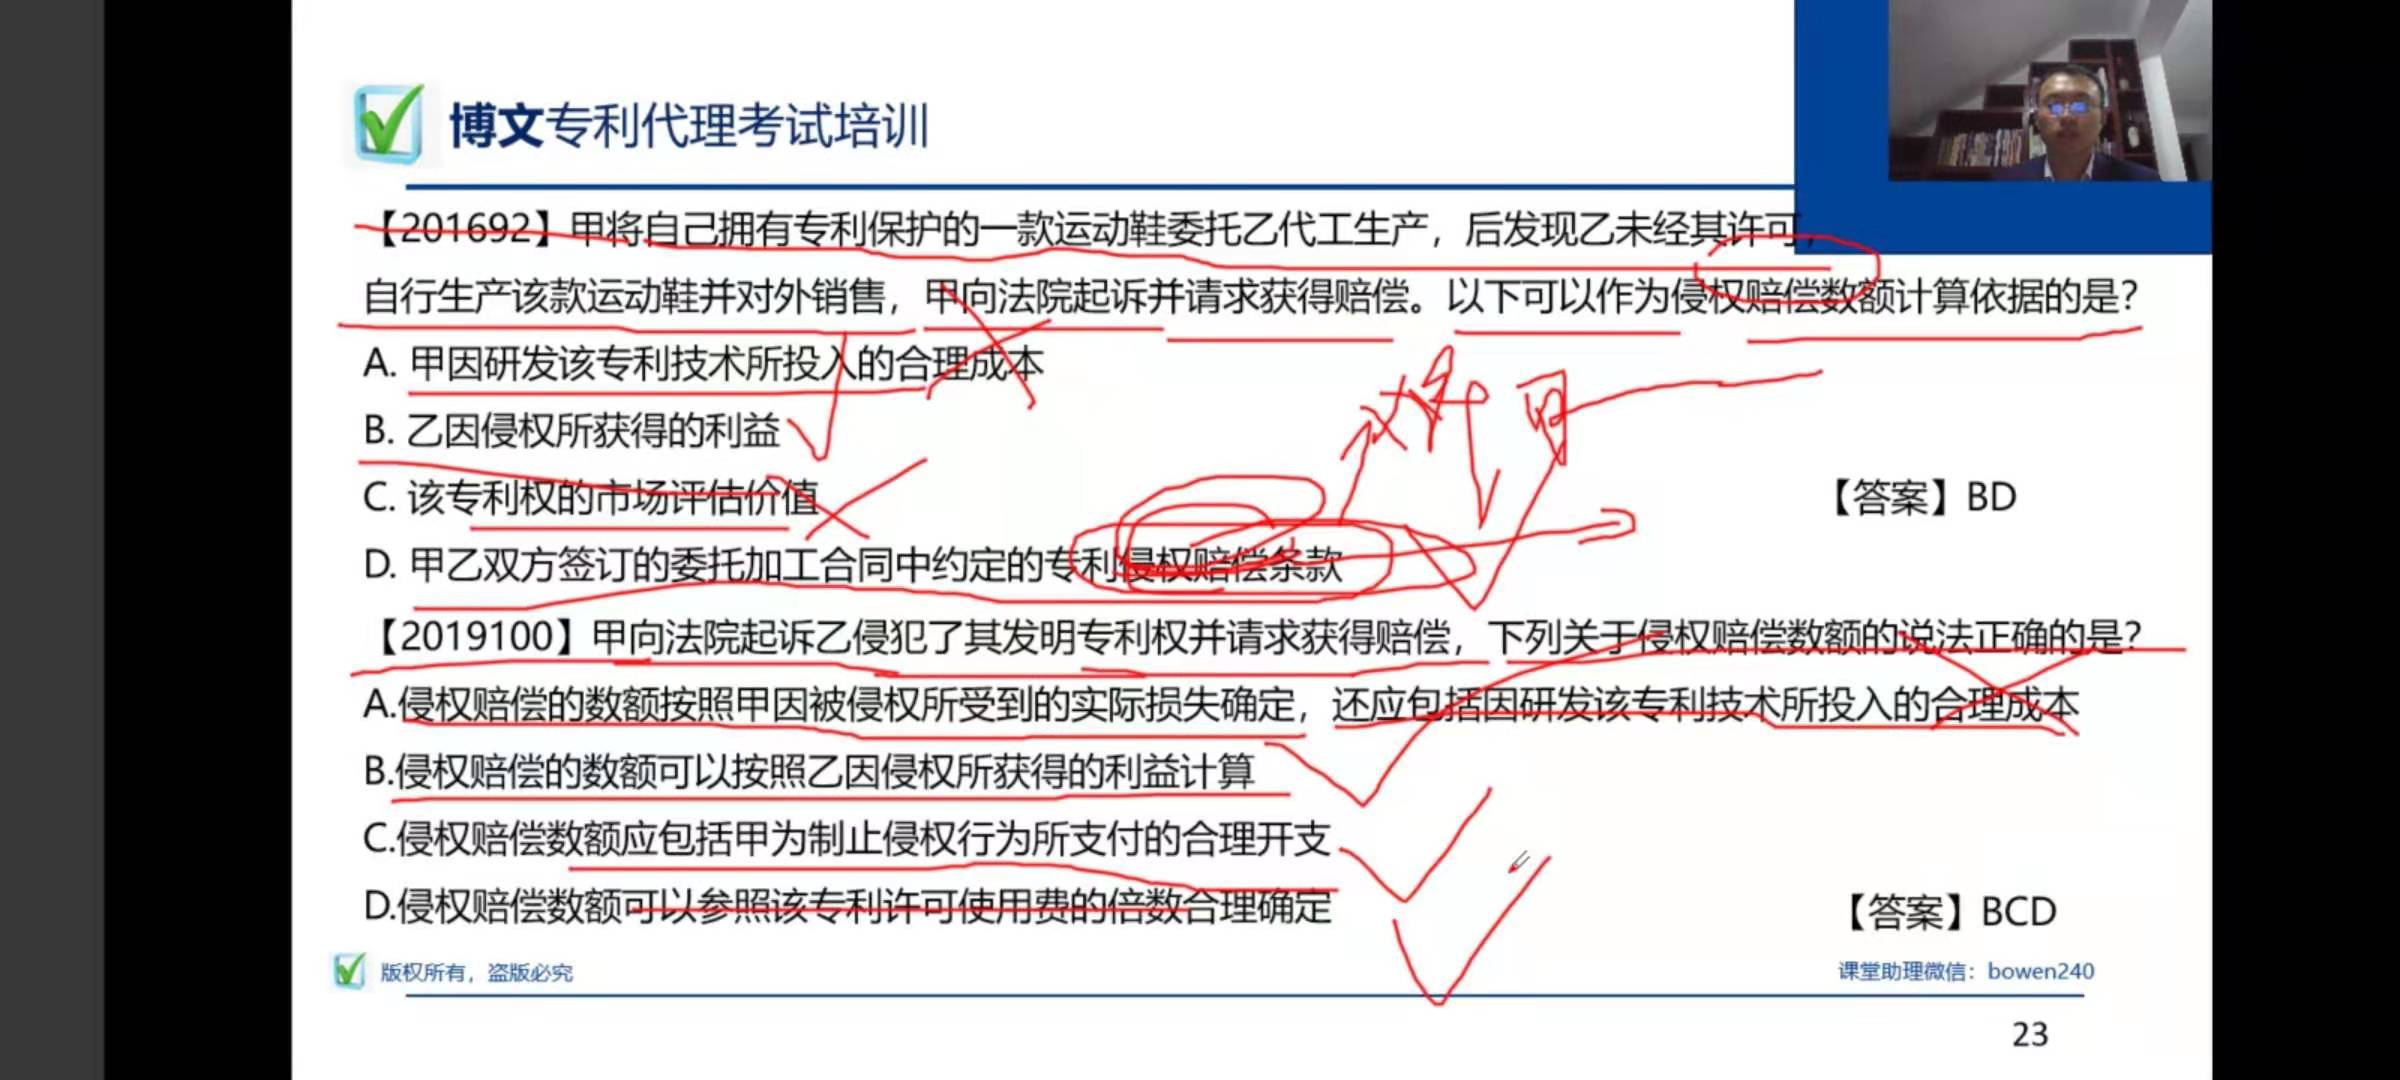 博文专利代理考试培训
【201692】甲将自己拥有专利保护的一款运动鞋委托乙代工生产，后发现乙未经其许可，
自行生产该款运动鞋并对外销售，甲向法院起诉并请求获得赔偿。以下可以作为侵权赔偿数额计算依据的是？
A. 甲因研发该专利技术所投入的合理成本
B. 乙因侵权所获得的利益
C. 该专利权的市场评估价值
【答案】BD
D. 甲乙双方签订的委托加工合同中约定的专利侵权赔偿条款
【2019100】甲向法院起诉乙侵犯了其发明专利权并请求获得赔偿，下列关于侵权赔偿数额的说法正确的是？
A.侵权赔偿的数额按照甲因被侵权所受到的实际损失确定，还应包括因研发该专利技术所投入的合理成本
B.侵权赔偿的数额可以按照乙因侵权所获得的利益计算
C.侵权赔偿数额应包括甲为制止侵权行为所支付的合理开支
D.侵权赔偿数额可以参照该专利许可使用费的倍数合理确定
【答案】BCD
版权所有，盗版必究
课堂助理微信：bowen240
23